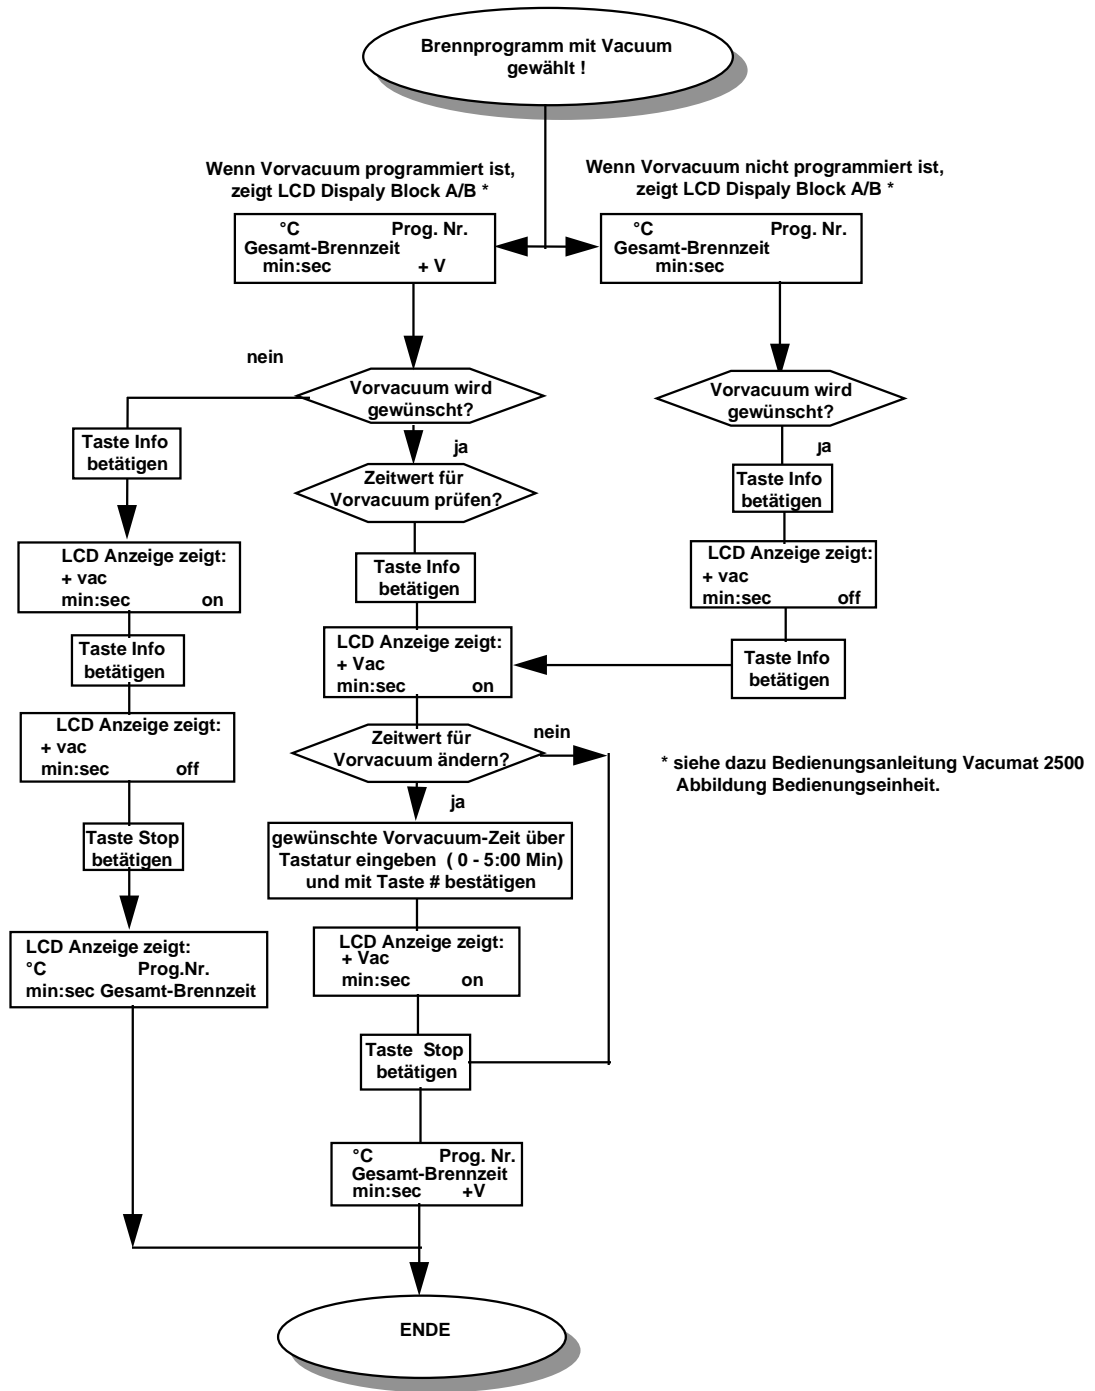 Brennprogramm mit Vacuum
gewählt !
Wenn Vorvacuum programmiert ist,
zeigt LCD Dispaly Block A/B *
Wenn Vorvacuum nicht programmiert ist,
zeigt LCD Dispaly Block A/B *
°C Prog. Nr.
Gesamt-Brennzeit
min:sec + V
°C Prog. Nr.
Gesamt-Brennzeit
min:sec
nein
Vorvacuum wird
gewünscht?
Vorvacuum wird
gewünscht?
Taste Info
betätigen
ja
Zeitwert für
Vorvacuum prüfen?
ja
Taste Info
betätigen
LCD Anzeige zeigt:
+ vac
min:sec on
Taste Info
betätigen
LCD Anzeige zeigt:
+ vac
min:sec off
Taste Info
betätigen
LCD Anzeige zeigt:
+ Vac
min:sec on
Taste Info
betätigen
LCD Anzeige zeigt:
+ vac
min:sec off
Zeitwert für
Vorvacuum ändern?
nein
* siehe dazu Bedienungsanleitung Vacumat 2500
Abbildung Bedienungseinheit.
ja
Taste Stop
betätigen
gewünschte Vorvacuum-Zeit über
Tastatur eingeben ( 0 - 5:00 Min)
und mit Taste # bestätigen
LCD Anzeige zeigt:
°C Prog.Nr.
min:sec Gesamt-Brennzeit
LCD Anzeige zeigt:
+ Vac
min:sec on
Taste Stop
betätigen
°C Prog. Nr.
Gesamt-Brennzeit
min:sec +V
ENDE